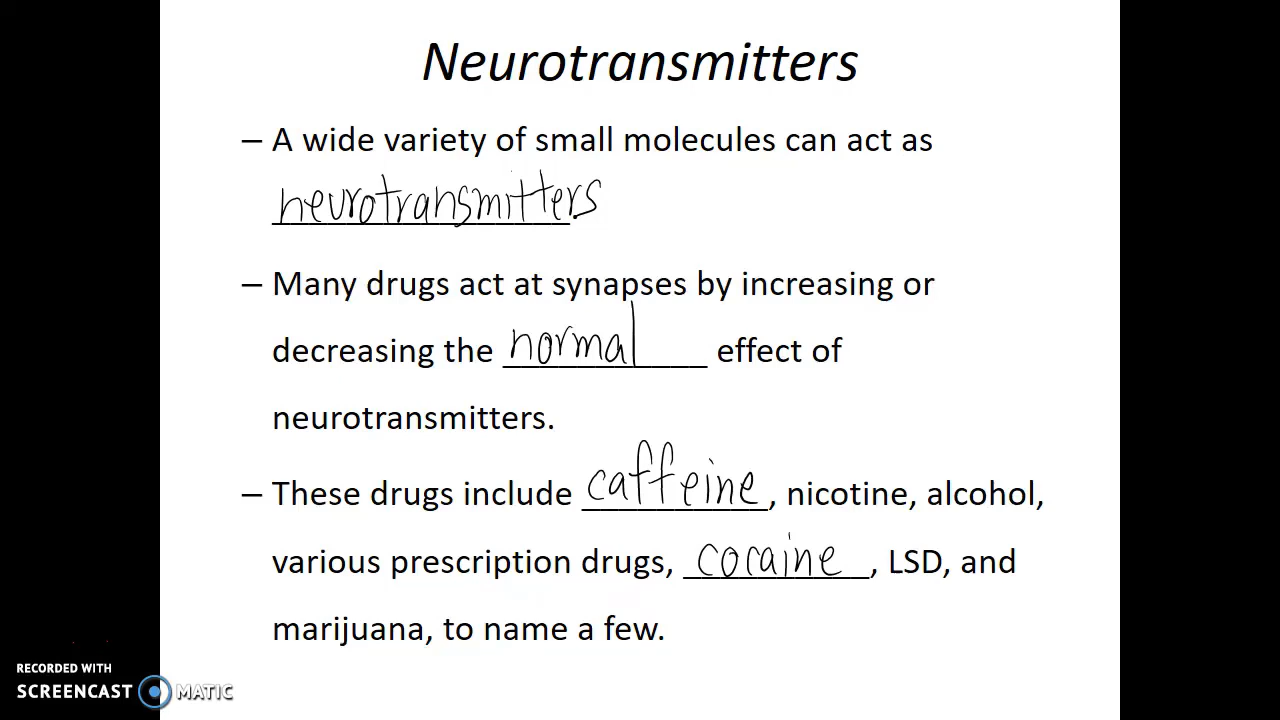 Neurotransmitters
– A wide variety of small molecules can act as
neurotransmitters.
– Many drugs act at synapses by increasing or
decreasing the normal effect of
neurotransmitters.
– These drugs include caffeine, nicotine, alcohol,
various prescription drugs, cocaine, LSD, and
marijuana, to name a few.
RECORDED WITH
SCREENCAST MATIC